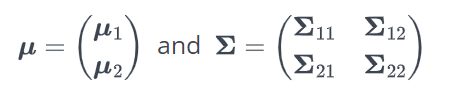 μ = (μ₁ μ₂) and Σ = (Σ₁₁ Σ₁₂ Σ₂₁ Σ₂₂)